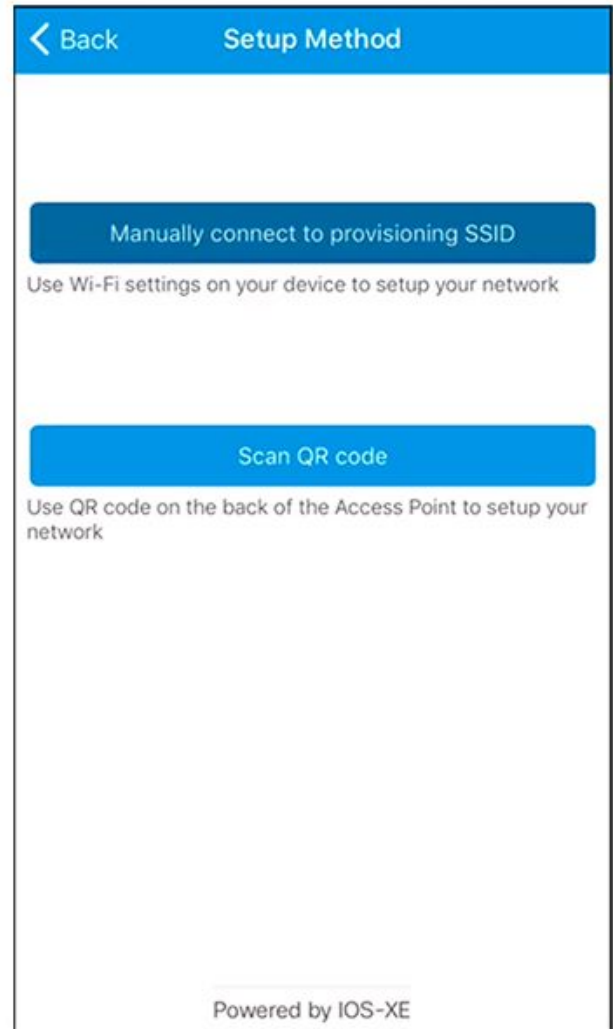 Back
Setup Method
Manually connect to provisioning SSID
Use Wi-Fi settings on your device to setup your network
Scan QR code
Use QR code on the back of the Access Point to setup your
network
Powered by IOS-XE